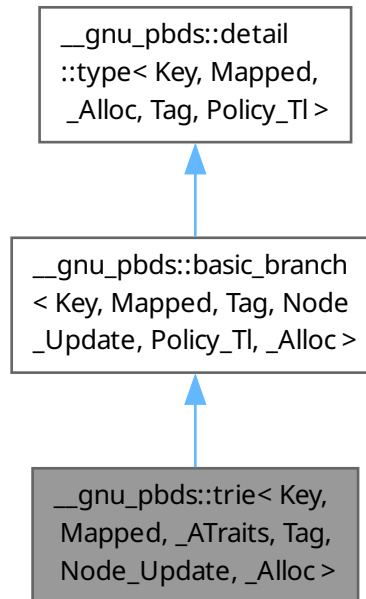 __gnu_pbds::detail
::type< Key, Mapped,
_Alloc, Tag, Policy_Tl >
__gnu_pbds::basic_branch
< Key, Mapped, Tag, Node
_Update, Policy_Tl, _Alloc >
__gnu_pbds::trie< Key,
Mapped, _ATraits, Tag,
Node_Update, _Alloc >